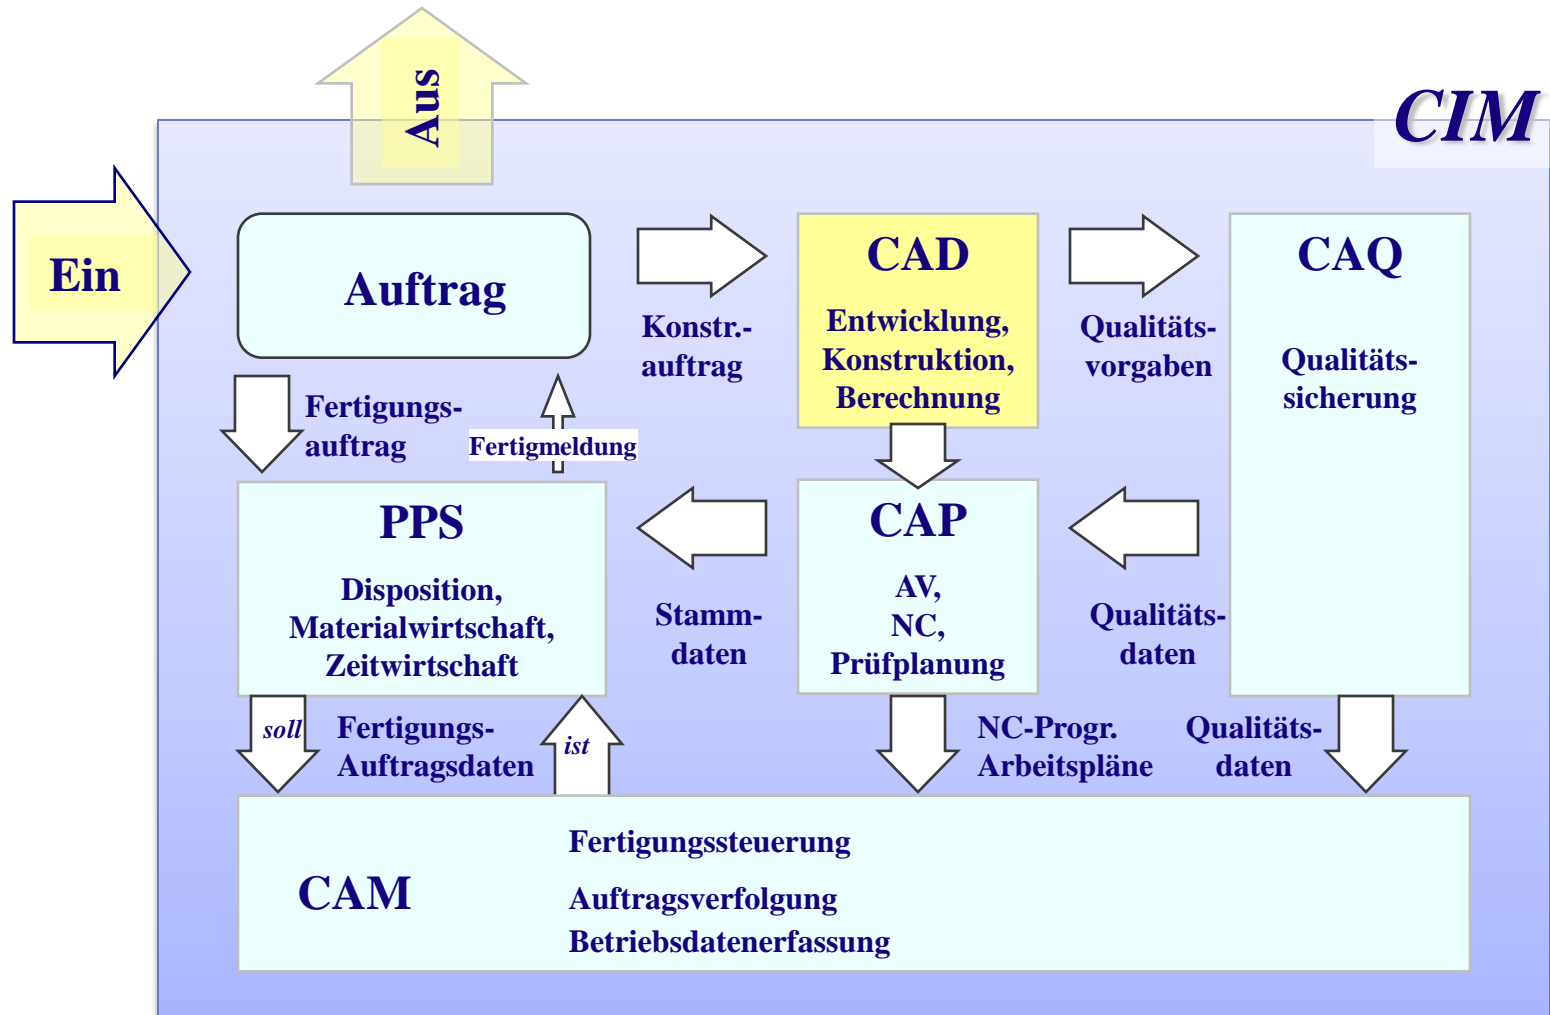 Aus
CIM
Ein
Auftrag
Konstr.-
auftrag
CAD
Entwicklung,
Konstruktion,
Berechnung
Qualitäts-
vorgaben
CAQ
Qualitäts-
sicherung
Fertigungs-
auftrag
Fertigmeldung
PPS
Disposition,
Materialwirtschaft,
Zeitwirtschaft
Stamm-
daten
CAP
AV,
NC,
Prüfplanung
Qualitäts-
daten
soll
Fertigungs-
Auftragsdaten
ist
NC-Progr.
Arbeitspläne
Qualitäts-
daten
CAM
Fertigungssteuerung
Auftragsverfolgung
Betriebsdatenerfassung